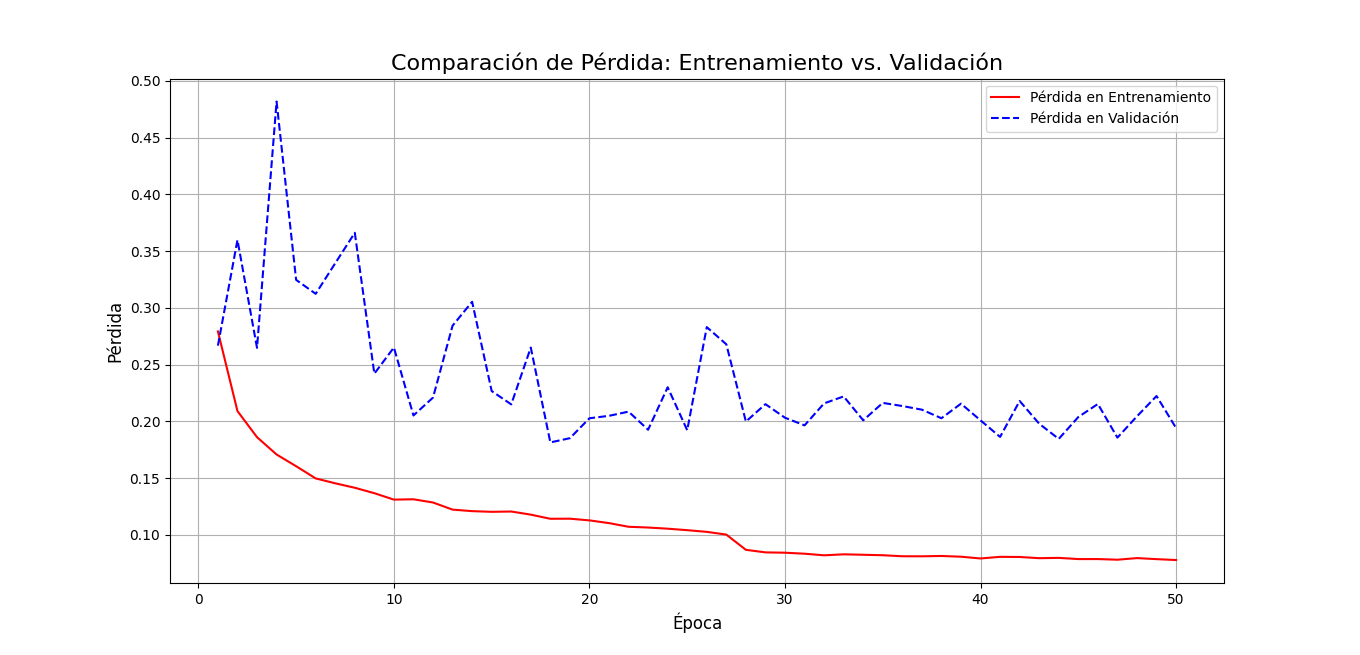 Comparación de Pérdida: Entrenamiento vs. Validación
Pérdida en Entrenamiento
Pérdida en Validación
0.50
0.45
0.40
0.35
0.30
0.25
0.20
0.15
0.10
Pérdida
0 10 20 30 40 50
Época